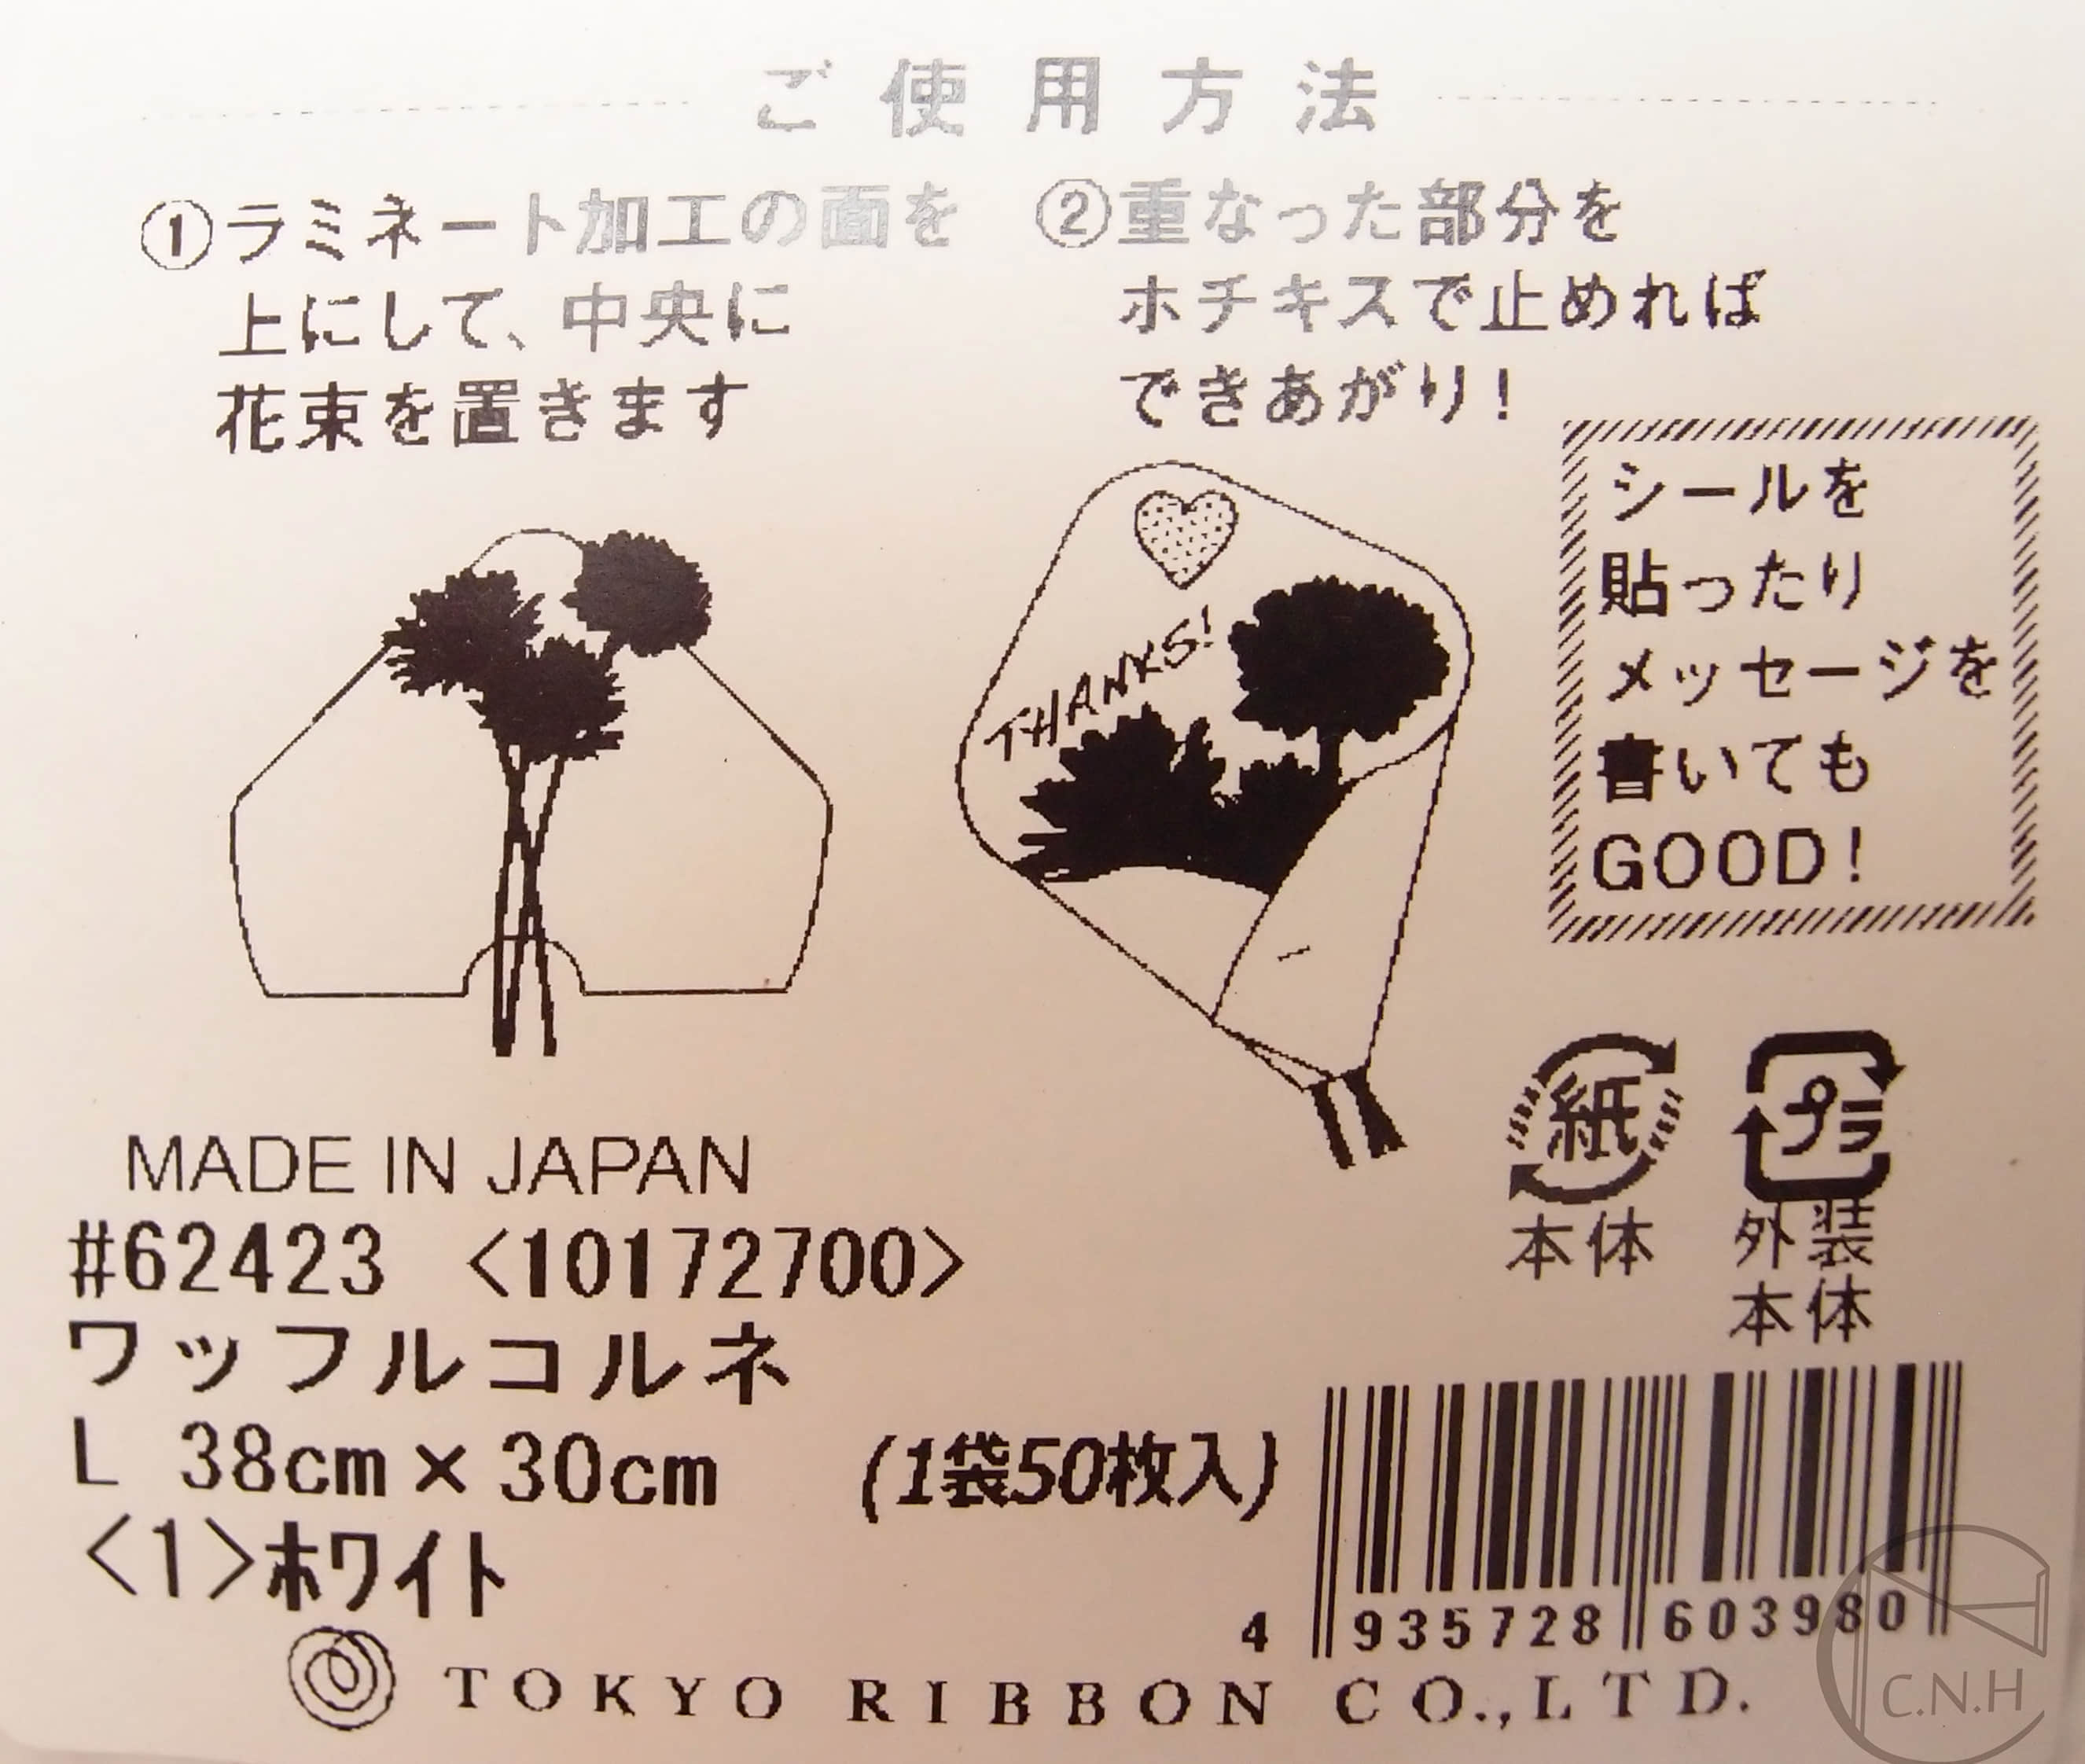 ご使用方法
①ラミネート加工の面を
上にして、中央に
花束を置きます
②重なった部分を
ホチキスで止めれば
できあがり!
THANKS!
シールを
貼ったり
メッセージを
書いても
GOOD!
紙
本体
プラ
外装
本体
MADE IN JAPAN
#62423 <10172700>
ワッフルコルネ
L 38cm×30cm (1袋50枚入)
<1>ホワイト
4 935728 603980
TOKYO RIBBON CO.,LTD.
C.N.H